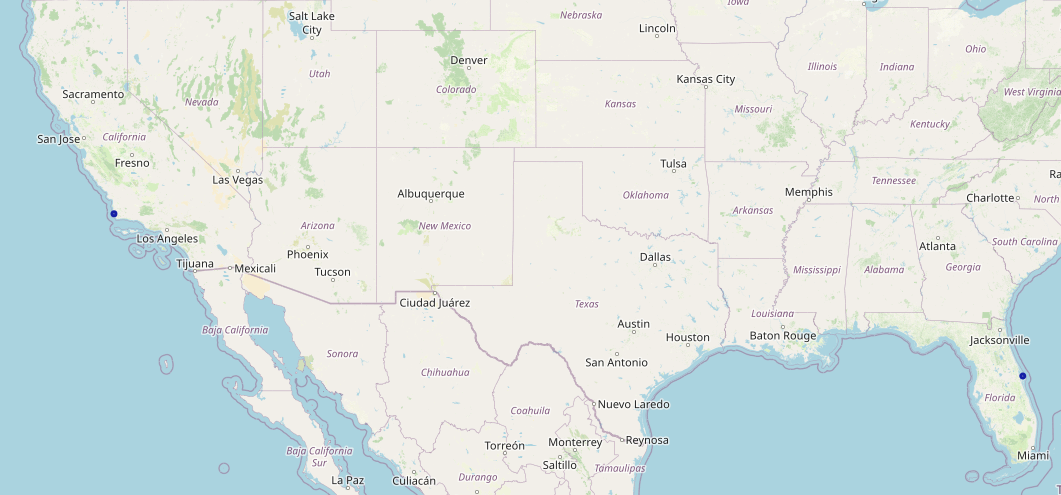 Iowa
Salt Lake
City
Nebraska
Lincoln
Ohio
Denver
Utah
Colorado
Illinois
Indiana
Kansas City
Sacramento
Nevada
Kansas
Missouri
West Virginia
Kentucky
San Jose
California
Fresno
Tulsa
Las Vegas
Tennessee
Albuquerque
Oklahoma
Memphis
Charlotte
North
Arkansas
Arizona
New Mexico
Los Angeles
Atlanta
South Carolina
Phoenix
Dallas
Tijuana
Mexicali
Tucson
Mississippi
Alabama
Georgia
Ciudad Juárez
Texas
Louisiana
Baja California
Austin
Houston
Baton Rouge
Jacksonville
Sonora
San Antonio
Chihuahua
Florida
Nuevo Laredo
Coahuila
Reynosa
Torreón
Monterrey
Baja California
Sur
Miami
Saltillo
Tamaulipas
La Paz
Culiacán
Durango